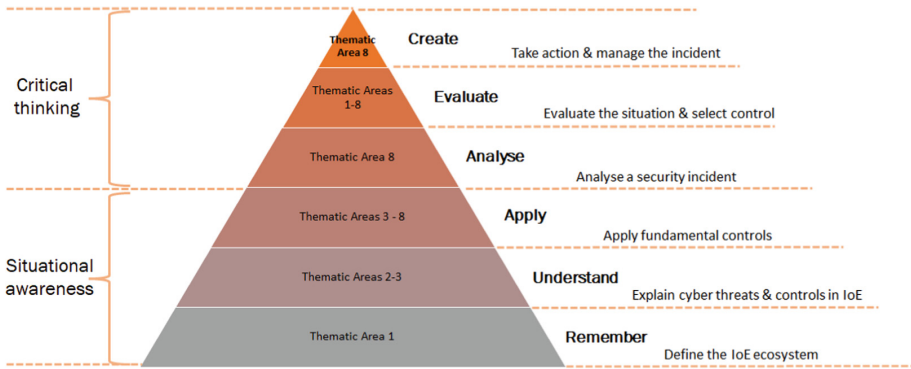 Thematic
Area 8
Create
Take action & manage the incident
Critical
thinking
Thematic Areas
1-8
Evaluate
Evaluate the situation & select control
Thematic Area 8
Analyse
Analyse a security incident
Thematic Areas 3 - 8
Apply
Apply fundamental controls
Situational
awareness
Thematic Areas 2-3
Understand
Explain cyber threats & controls in IoE
Thematic Area 1
Remember
Define the IoE ecosystem